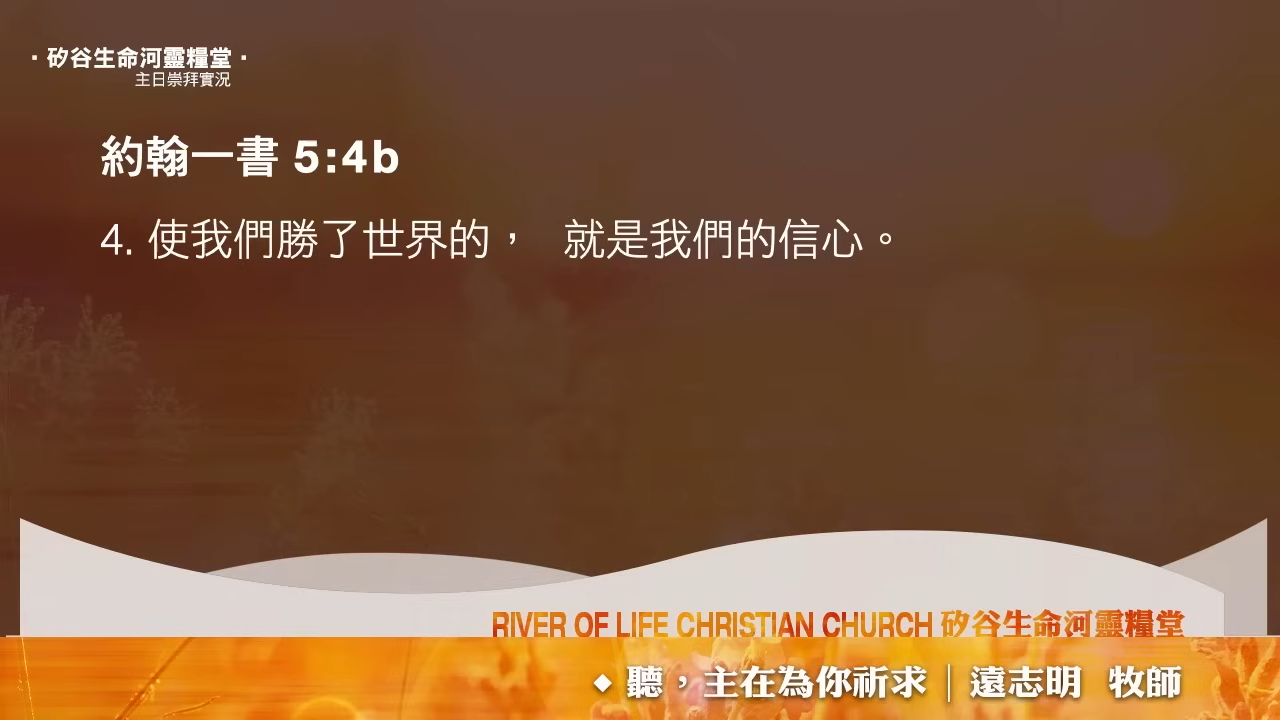 ·矽谷生命河靈糧堂·
主日崇拜實況
約翰一書 5:4b
4. 使我們勝了世界的， 就是我們的信心。
RIVER OF LIFE CHRISTIAN CHURCH 矽谷生命河靈糧堂
◆ 聽，主在為你祈求｜遠志明 牧師